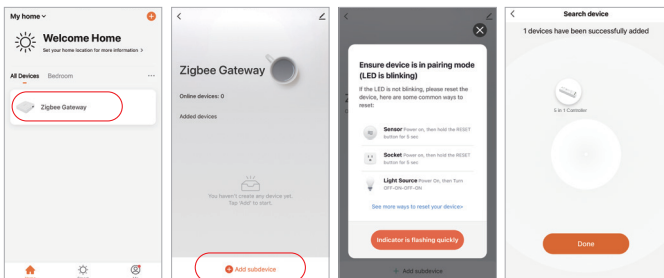 My home
Welcome Home
Set your home location for more information >
All Devices Bedroom ...
Zigbee Gateway
Zigbee Gateway
Online devices: 0
Added devices
You haven't create any device yet.
Tap 'Add' to start.
Add subdevice
Ensure device is in pairing mode
(LED is blinking)
If the LED is not blinking, please reset the
device, here are some common ways to
reset:
Sensor Power on, then hold the RESET
button for 5 sec
Socket Power on, then hold the RESET
button for 5 sec
Light Source Power On, then Turn
OFF-ON-OFF-ON
See more ways to reset your device>
Indicator is flashing quickly
+ Add subdevice
Search device
1 devices have been successfully added
5 in 1 Controller
Done